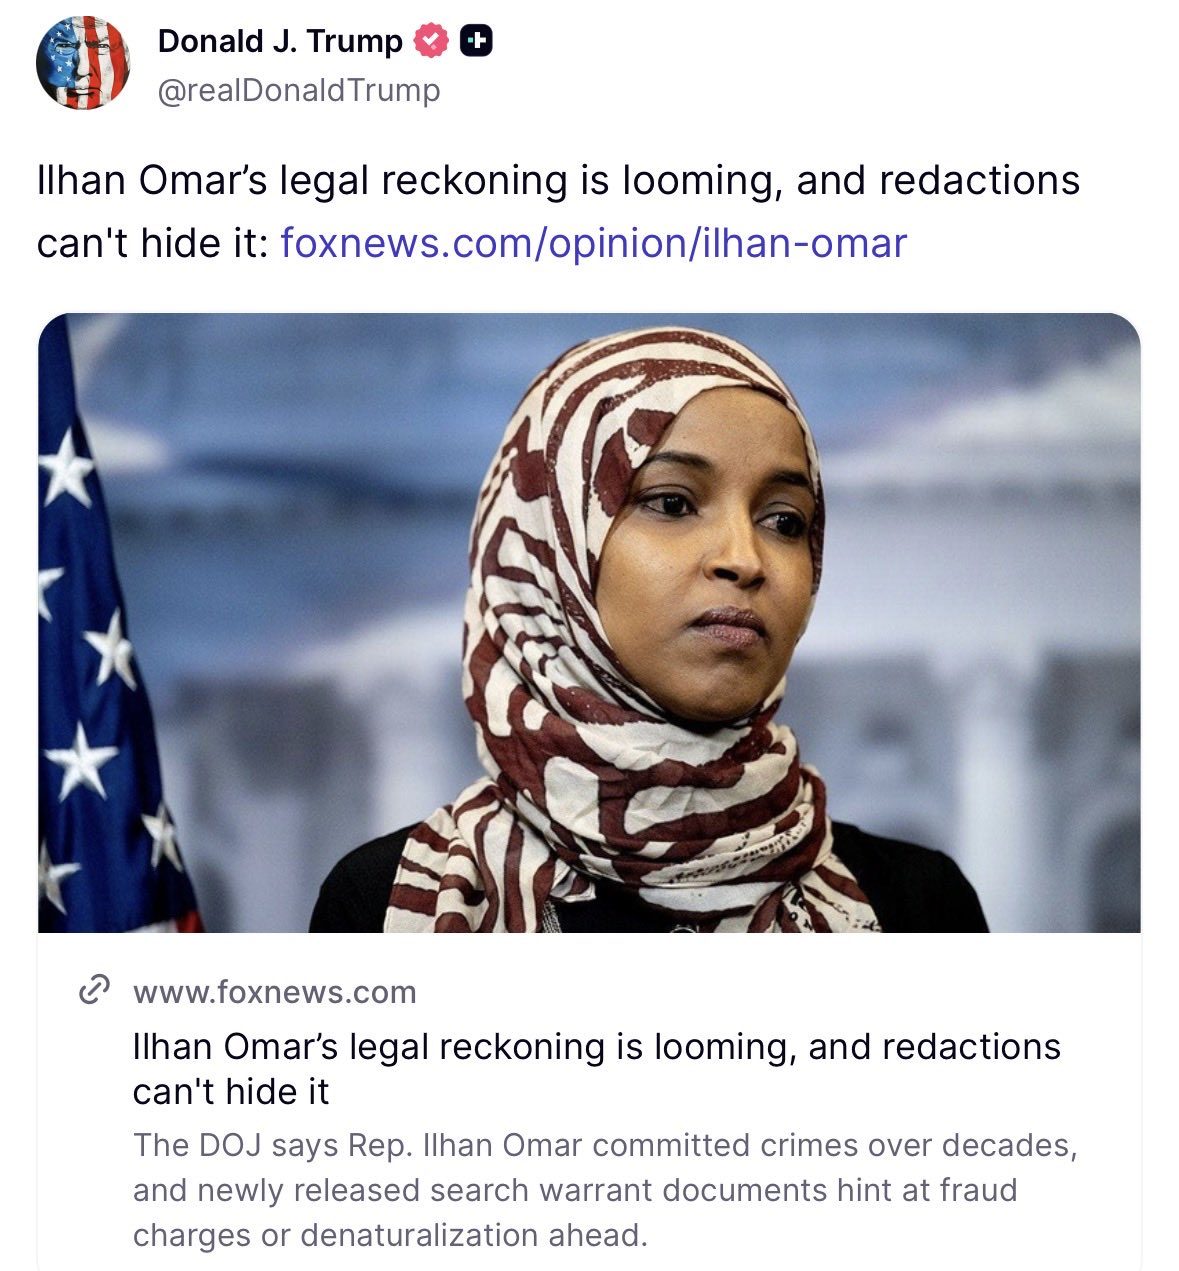 Donald J. Trump
@realDonaldTrump
Ilhan Omar’s legal reckoning is looming, and redactions
can't hide it: foxnews.com/opinion/ilhan-omar
www.foxnews.com
Ilhan Omar’s legal reckoning is looming, and redactions
can't hide it
The DOJ says Rep. Ilhan Omar committed crimes over decades,
and newly released search warrant documents hint at fraud
charges or denaturalization ahead.